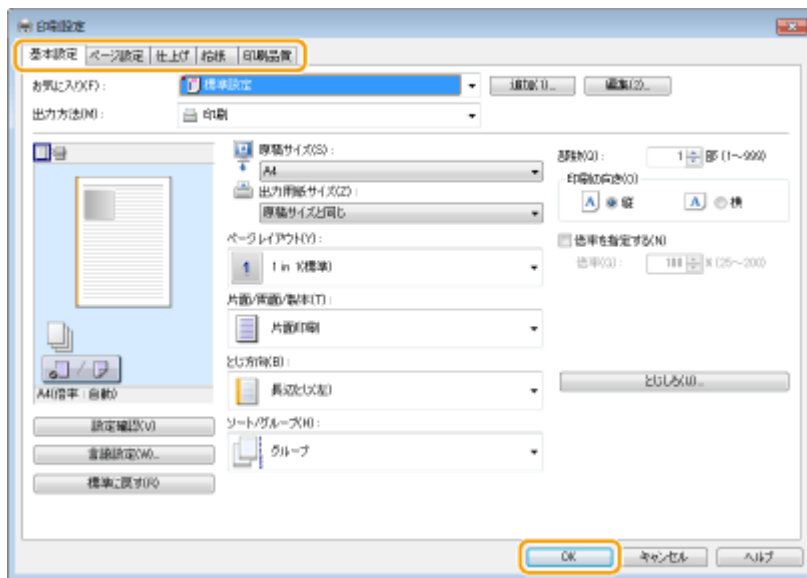 印刷設定
基本設定 ページ設定 仕上げ 給紙 印刷品質
お気に入り(F): 標準設定 追加(1)... 編集(2)...
出力方法(M): 印刷
原稿サイズ(S):
A4
出力用紙サイズ(Z):
原稿サイズと同じ
ページレイアウト(Y):
1 1 in 1(標準)
片面/両面/製本(T):
片面印刷
とじ方向(B):
長辺とじ(左)
ソート/グループ(H):
グループ
部数(Q): 1 部 (1~999)
印刷の向き(O)
A 縦 A 横
倍率を指定する(N)
倍率(G): 100 % (25~200)
とじしろ(U)...
A4(倍率:自動)
設定確認(V)
言語設定(W)...
標準に戻す(R)
OK キャンセル ヘルプ